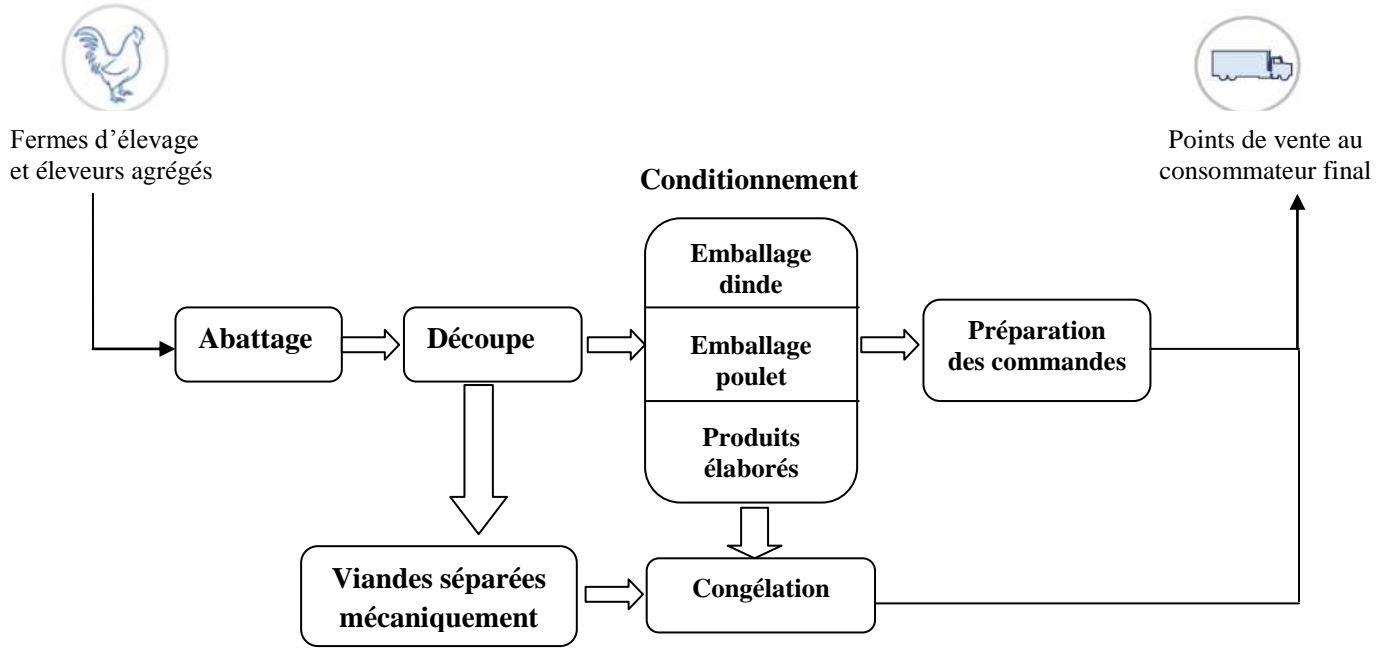 Fermes d’élevage
et éleveurs agrégés
Points de vente au
consommateur final
Conditionnement
Emballage
dinde
Abattage
Découpe
Emballage
poulet
Préparation
des commandes
Produits
élaborés
Viandes séparées
mécaniquement
Congélation